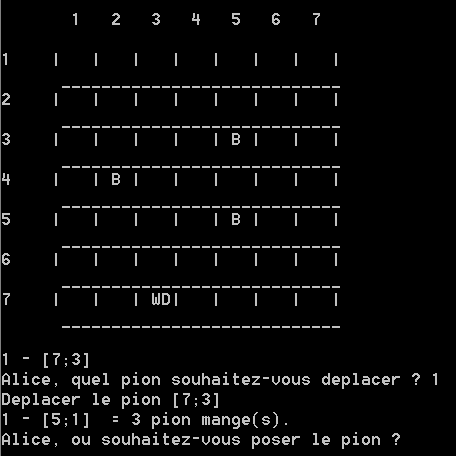 1 2 3 4 5 6 7
1 | | | | | | | |
2 | | | | | | | |
3 | | | | | B | | |
4 | | B | | | | | |
5 | | | | | B | | |
6 | | | | | | | |
7 | | | WD| | | | |
1 - [7;3]
Alice, quel pion souhaitez-vous deplacer ? 1
Deplacer le pion [7;3]
1 - [5;1]  = 3 pion mange(s).
Alice, ou souhaitez-vous poser le pion ?